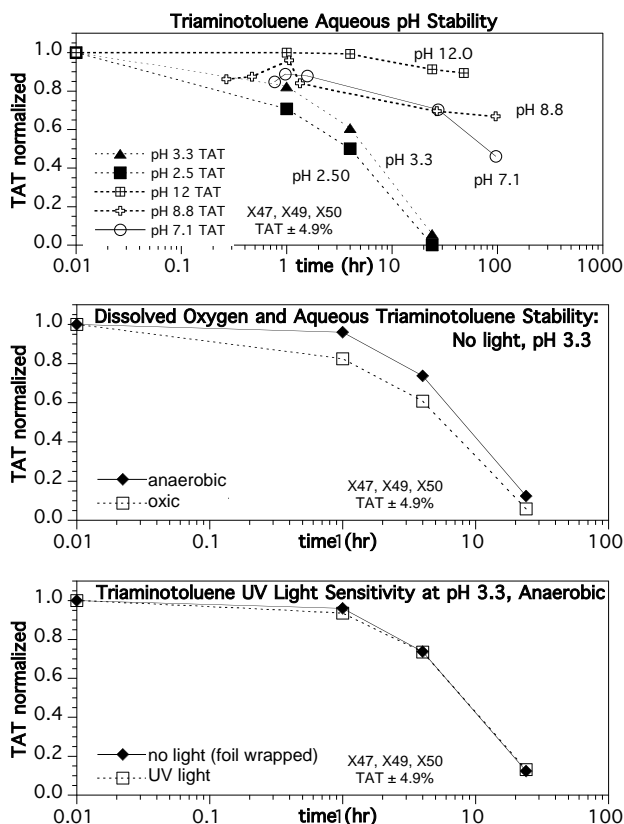 Triaminotoluene Aqueous pH Stability
1.0
0.8
0.6
0.4
0.2
0.0
TAT normalized
pH 12.0
pH 8.8
pH 7.1
pH 3.3
pH 2.50
pH 3.3 TAT
pH 2.5 TAT
pH 12 TAT
pH 8.8 TAT
pH 7.1 TAT
X47, X49, X50
TAT ± 4.9%
0.01 0.1 1 10 100 1000
time (hr)
Dissolved Oxygen and Aqueous Triaminotoluene Stability:
No light, pH 3.3
1.0
0.8
0.6
0.4
0.2
0.0
TAT normalized
anaerobic
oxic
X47, X49, X50
TAT ± 4.9%
0.01 0.1 1 10 100
time (hr)
Triaminotoluene UV Light Sensitivity at pH 3.3, Anaerobic
1.0
0.8
0.6
0.4
0.2
0.0
TAT normalized
no light (foil wrapped)
UV light
X47, X49, X50
TAT ± 4.9%
0.01 0.1 1 10 100
time (hr)